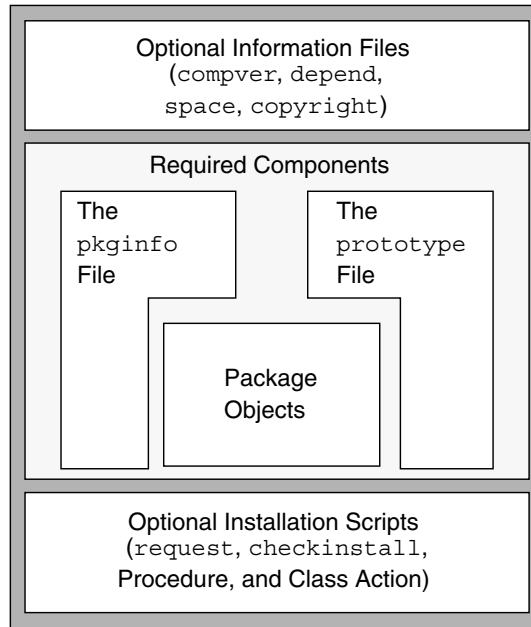 Optional Information Files
(compver, depend,
space, copyright)
Required Components
The
pkginfo
File
The
prototype
File
Package
Objects
Optional Installation Scripts
(request, checkinstall,
Procedure, and Class Action)